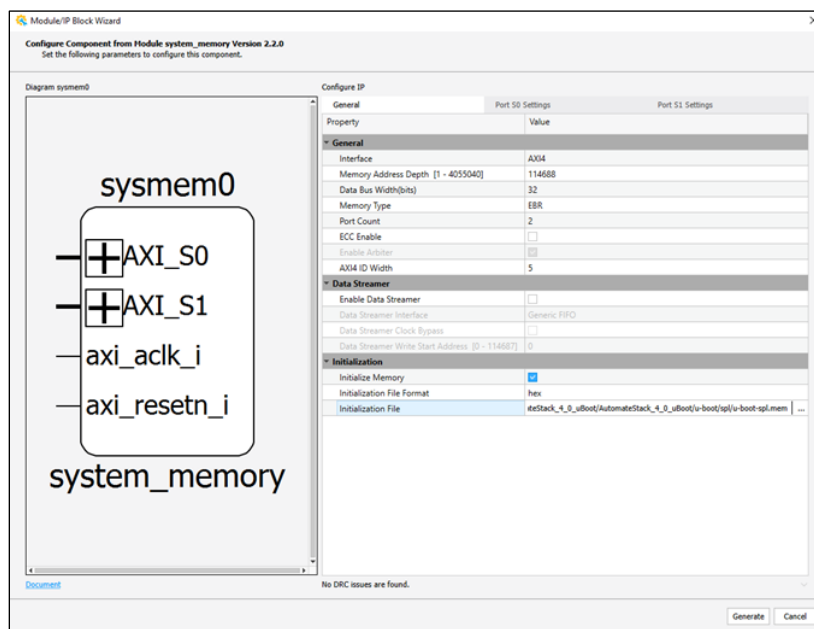 Module/IP Block Wizard
Configure Component from Module system_memory Version 2.2.0
Set the following parameters to configure this component.
Diagram sysmem0
sysmem0
AXI_S0
AXI_S1
axi_aclk_i
axi_resetn_i
system_memory
Document
Configure IP
General Port S0 Settings Port S1 Settings
Property Value
General
Interface AXI4
Memory Address Depth [1 - 4055040] 114688
Data Bus Width(bits) 32
Memory Type EBR
Port Count 2
ECC Enable
Enable Arbiter
AXI4 ID Width 5
Data Streamer
Enable Data Streamer
Data Streamer Interface Generic FIFO
Data Streamer Clock Bypass
Data Streamer Write Start Address [0 - 114687] 0
Initialization
Initialize Memory
Initialization File Format hex
Initialization File teStack_4_0_uBoot/AutomateStack_4_0_uBoot/u-boot/spl/u-boot-spl.mem ...
No DRC issues are found.
Generate Cancel